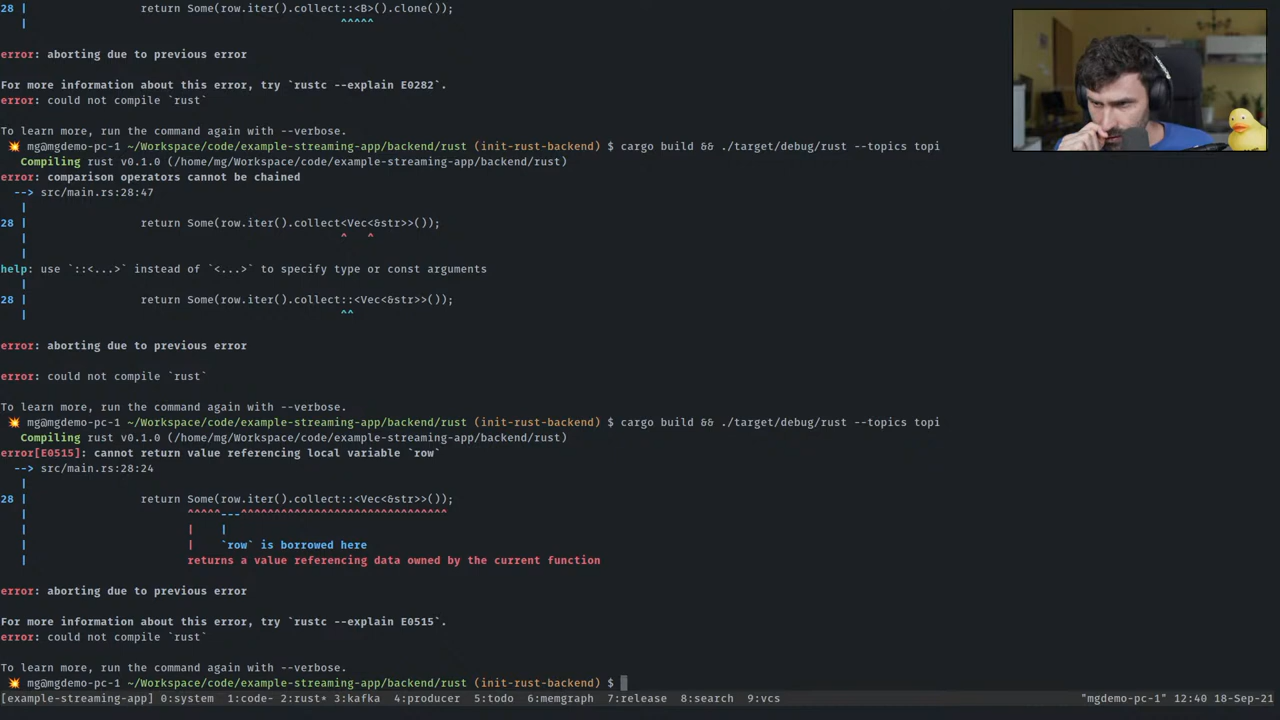 28 |                 return Some(row.iter().collect::<B>().clone());
   |                                               ^^^^^
error: aborting due to previous error
For more information about this error, try `rustc --explain E0282`.
error: could not compile `rust`
To learn more, run the command again with --verbose.
💥 mg@mgdemo-pc-1 ~/Workspace/code/example-streaming-app/backend/rust (init-rust-backend) $ cargo build && ./target/debug/rust --topics topi
   Compiling rust v0.1.0 (/home/mg/Workspace/code/example-streaming-app/backend/rust)
error: comparison operators cannot be chained
  --> src/main.rs:28:47
   |
28 |                 return Some(row.iter().collect<Vec<&str>>());
   |                                               ^   ^
   |
help: use `::<...>` instead of `<...>` to specify type or const arguments
   |
28 |                 return Some(row.iter().collect::<Vec<&str>>());
   |                                               ^^
error: aborting due to previous error
error: could not compile `rust`
To learn more, run the command again with --verbose.
💥 mg@mgdemo-pc-1 ~/Workspace/code/example-streaming-app/backend/rust (init-rust-backend) $ cargo build && ./target/debug/rust --topics topi
   Compiling rust v0.1.0 (/home/mg/Workspace/code/example-streaming-app/backend/rust)
error[E0515]: cannot return value referencing local variable `row`
  --> src/main.rs:28:24
   |
28 |                 return Some(row.iter().collect::<Vec<&str>>());
   |                        ^^^^^---^^^^^^^^^^^^^^^^^^^^^^^^^^^^^^^
   |                        |    |
   |                        |    `row` is borrowed here
   |                        returns a value referencing data owned by the current function
error: aborting due to previous error
For more information about this error, try `rustc --explain E0515`.
error: could not compile `rust`
To learn more, run the command again with --verbose.
💥 mg@mgdemo-pc-1 ~/Workspace/code/example-streaming-app/backend/rust (init-rust-backend) $
[example-streaming-app] 0:system  1:code- 2:rust* 3:kafka  4:producer  5:todo  6:memgraph  7:release  8:search  9:vcs "mgdemo-pc-1" 12:40 18-Sep-21